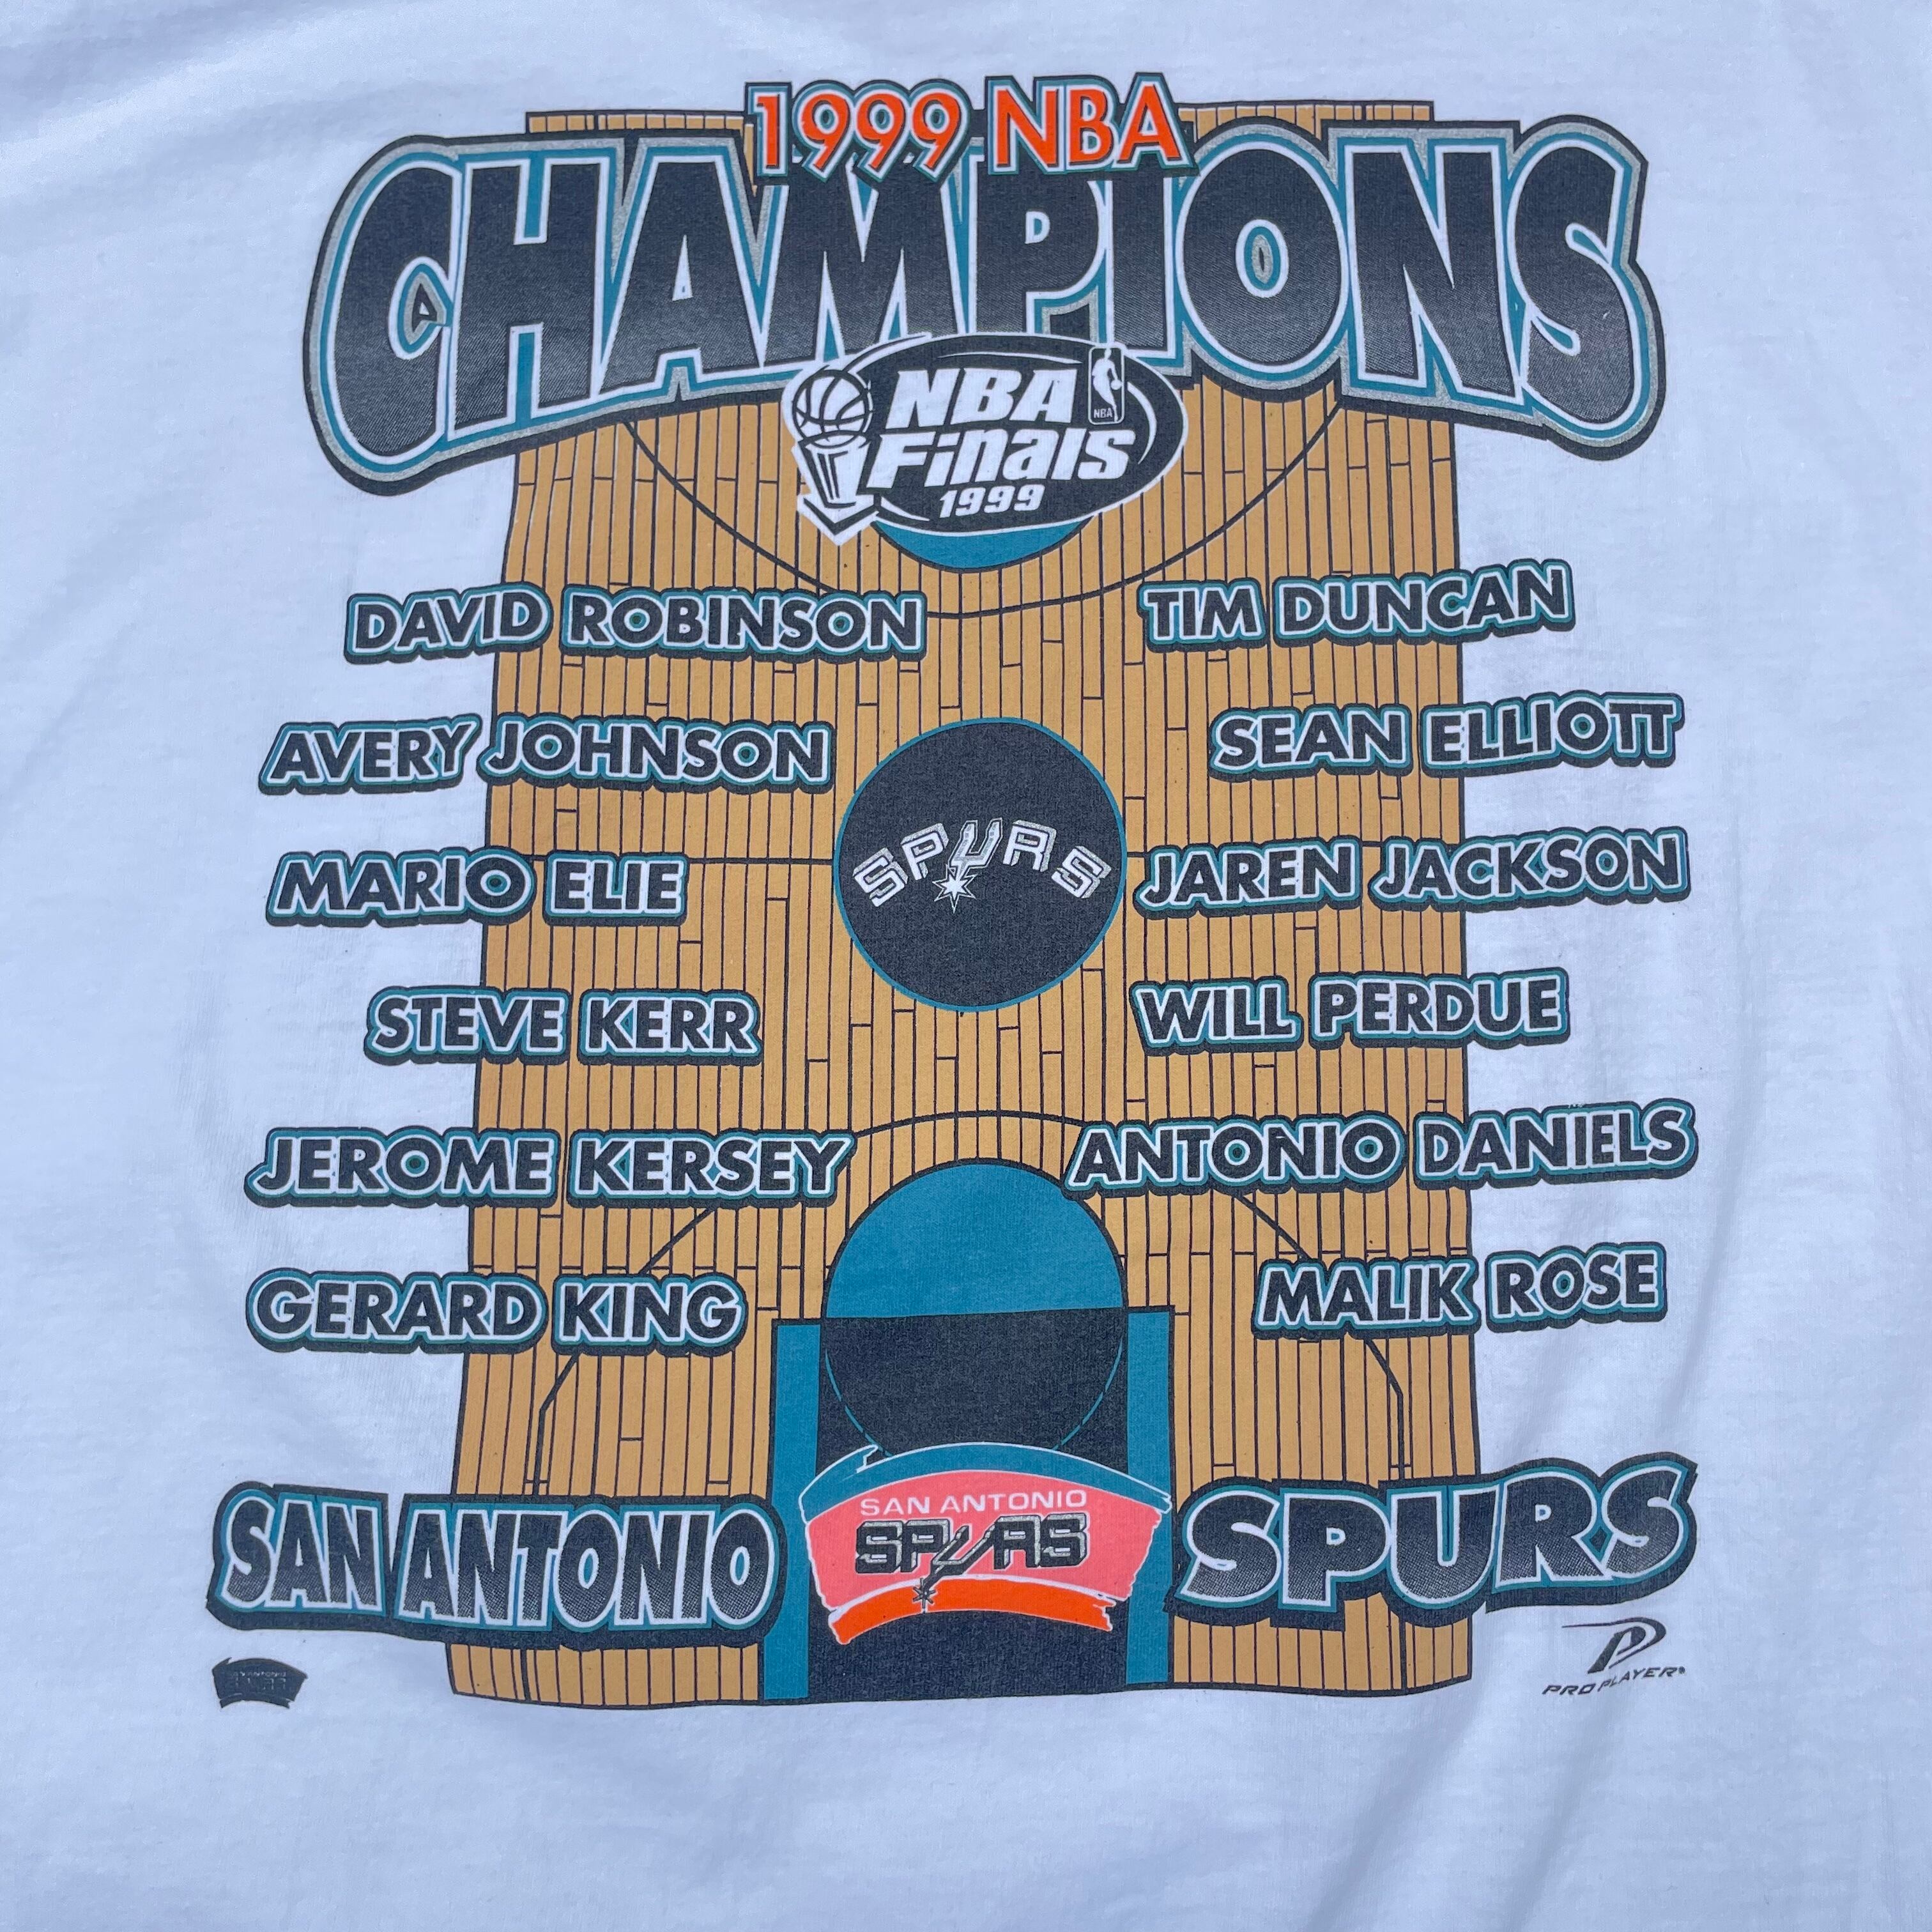 1999 NBA
CHAMPIONS
NBA
NBA
Finals
1999
DAVID ROBINSON
TIM DUNCAN
AVERY JOHNSON
SEAN ELLIOTT
SPURS
MARIO ELIE
JAREN JACKSON
STEVE KERR
WILL PERDUE
JEROME KERSEY
ANTONIO DANIELS
GERARD KING
MALIK ROSE
SAN ANTONIO
SAN ANTONIO
SPURS
SPURS
PRO PLAYER®